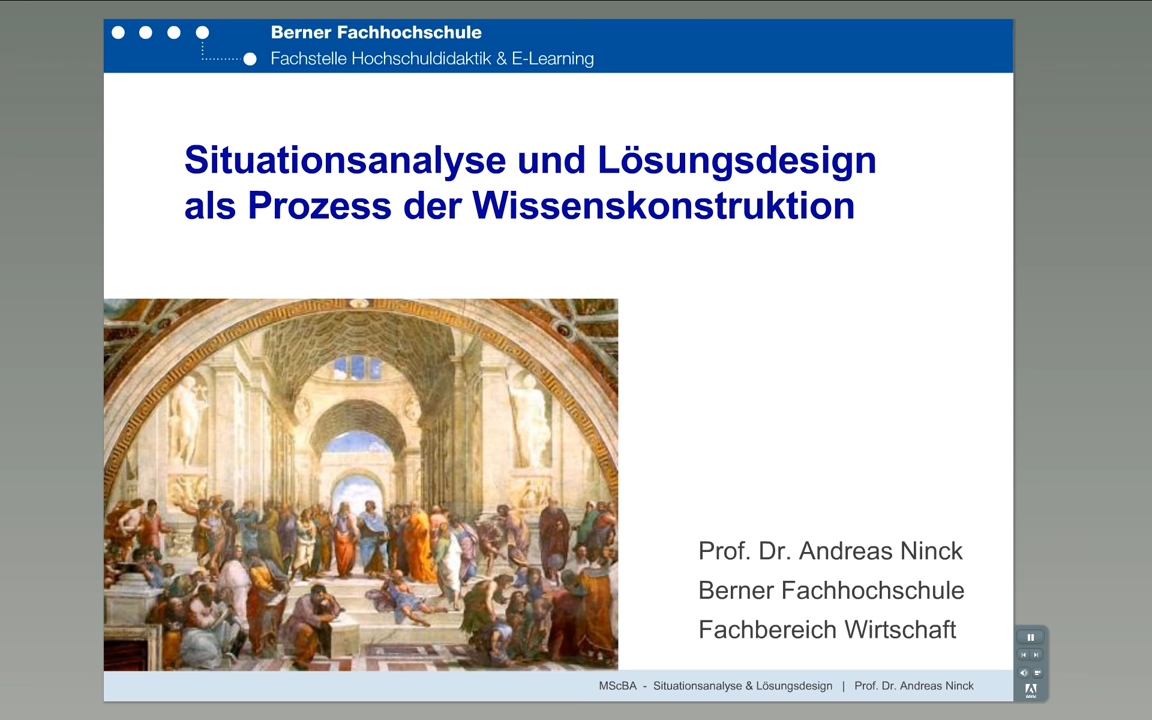 Berner Fachhochschule
Fachstelle Hochschuldidaktik & E-Learning
Situationsanalyse und Lösungsdesign
als Prozess der Wissenskonstruktion
Prof. Dr. Andreas Ninck
Berner Fachhochschule
Fachbereich Wirtschaft
MScBA - Situationsanalyse & Lösungsdesign | Prof. Dr. Andreas Ninck